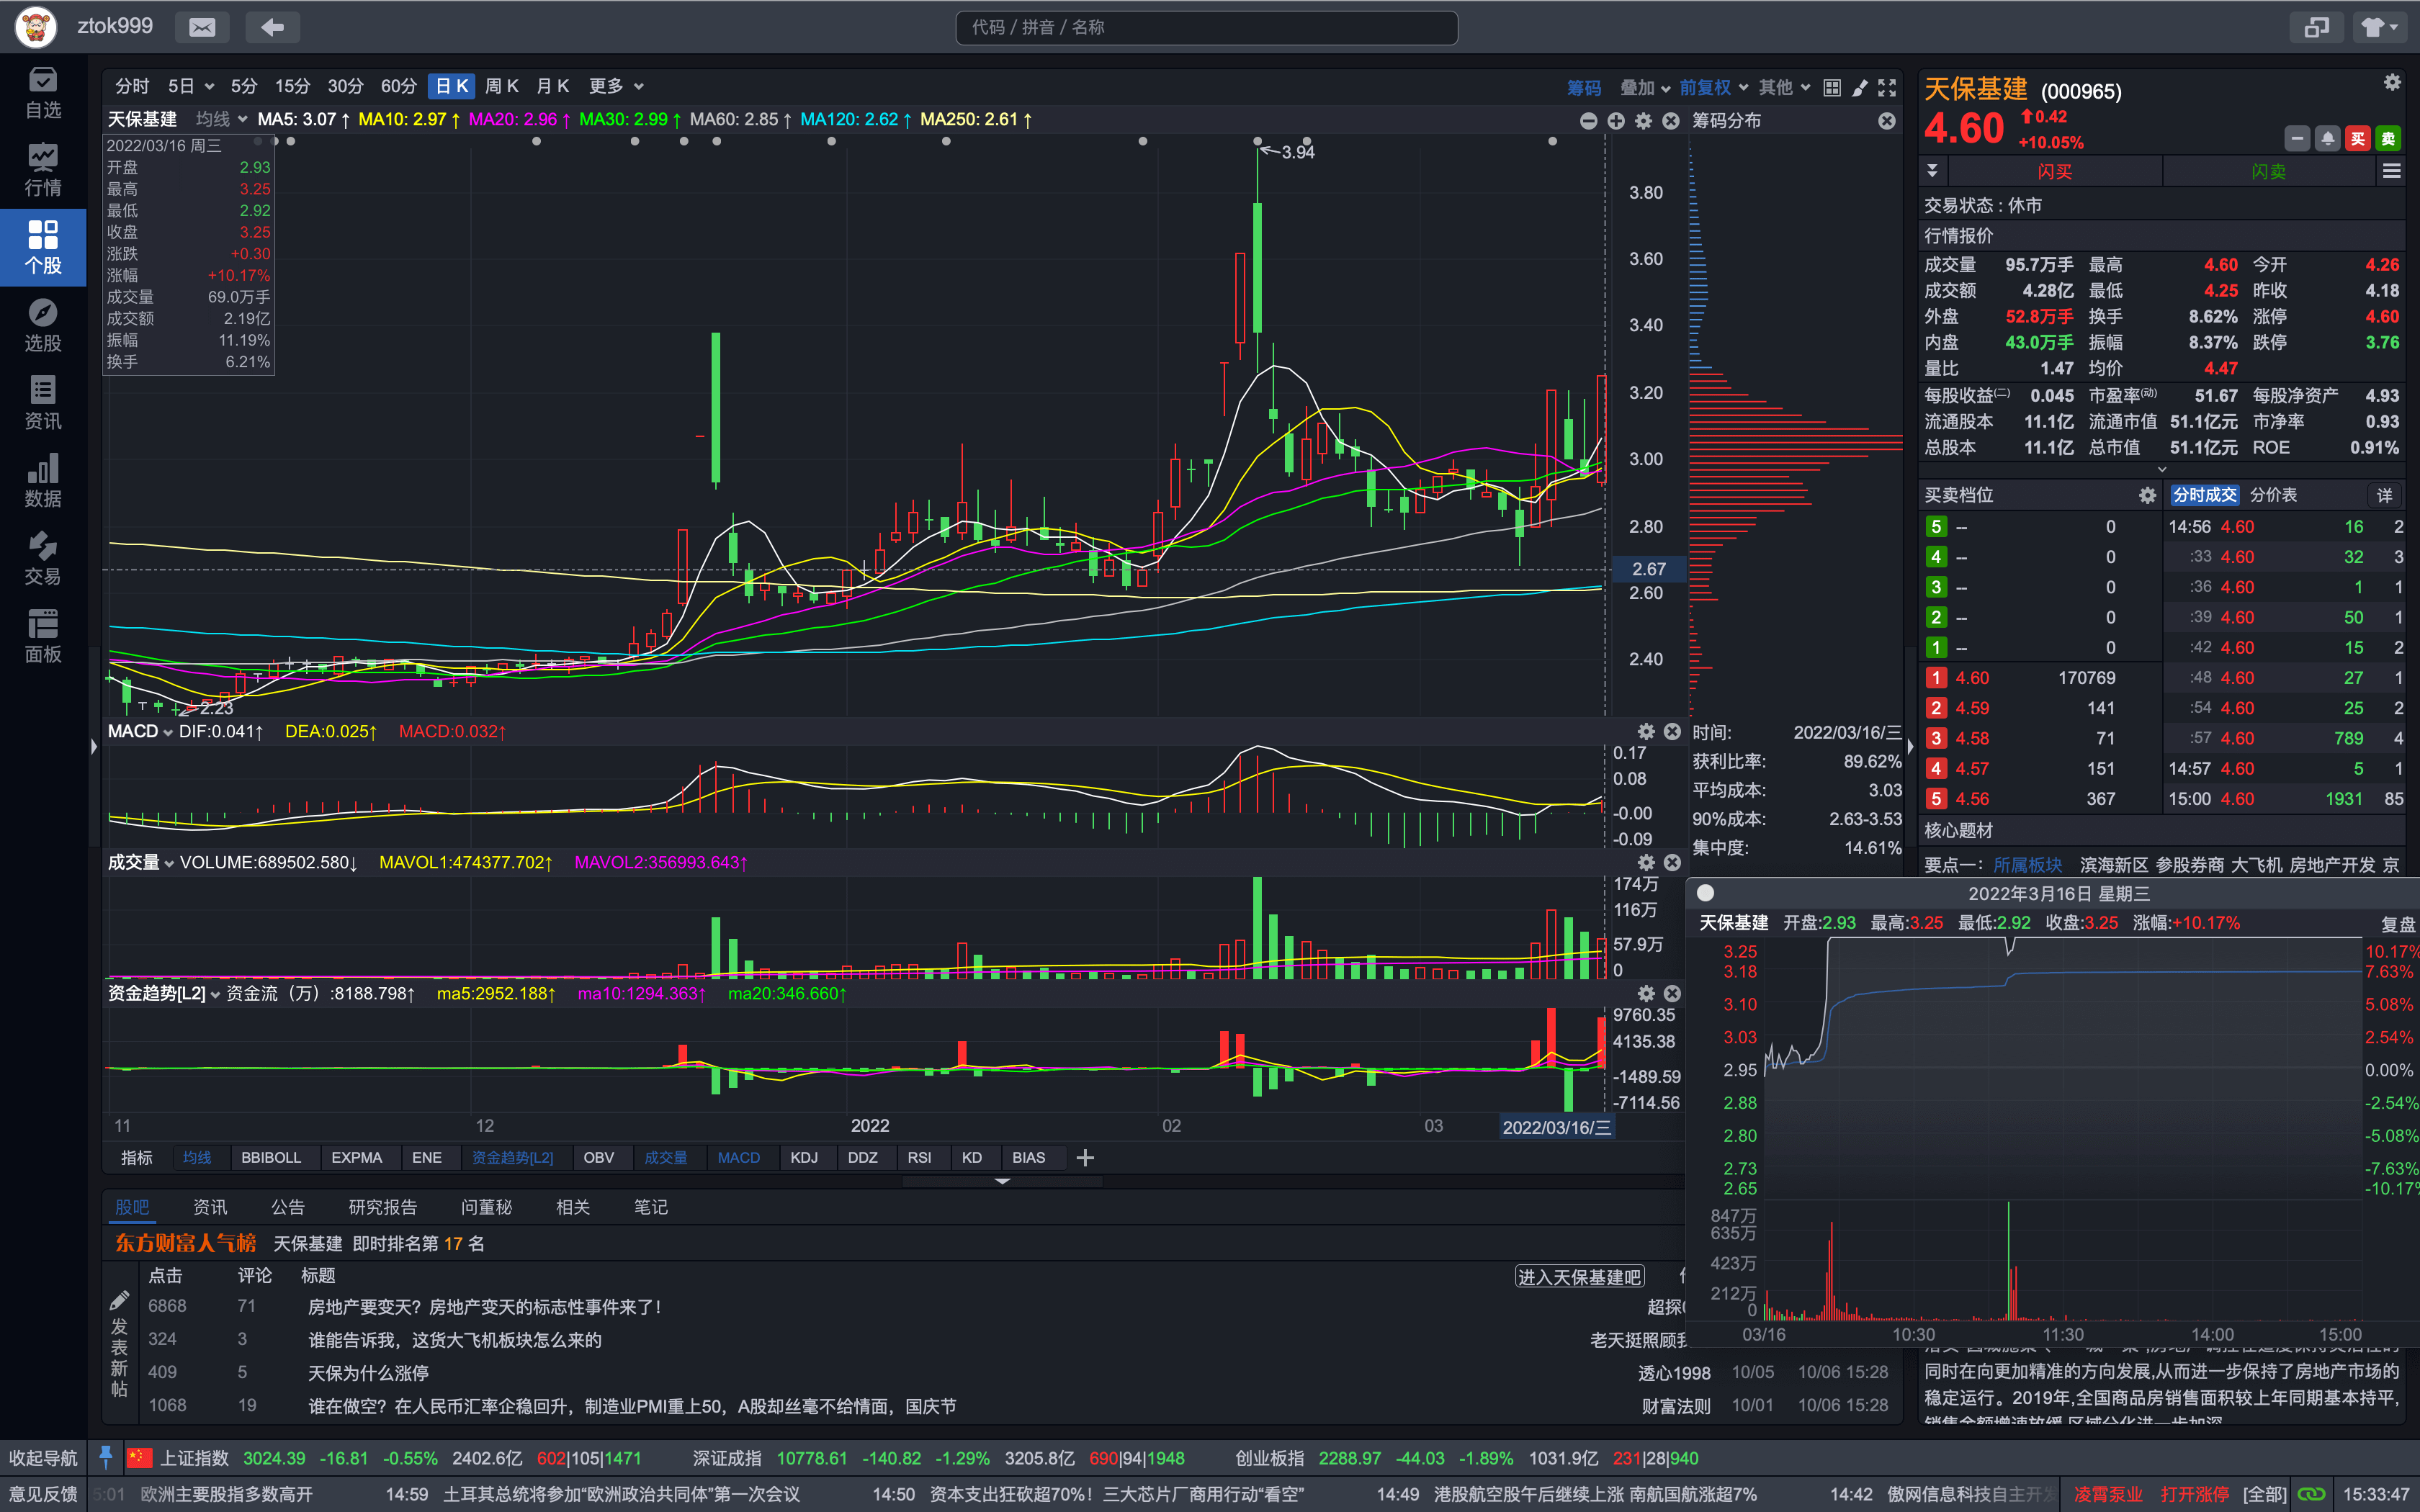 ztok999
代码 / 拼音 / 名称
自选
行情
个股
选股
资讯
数据
交易
面板
分时 5日 5分 15分 30分 60分 日K 周K 月K 更多
筹码 叠加 前复权 其他
天保基建 均线 MA5: 3.07↑ MA10: 2.97↑ MA20: 2.96↑ MA30: 2.99↑ MA60: 2.85↑ MA120: 2.62↑ MA250: 2.61↑
筹码分布
2022/03/16 周三
开盘 2.93
最高 3.25
最低 2.92
收盘 3.25
涨跌 +0.30
涨幅 +10.17%
成交量 69.0万手
成交额 2.19亿
振幅 11.19%
换手 6.21%
3.94
2.23
3.80
3.60
3.40
3.20
3.00
2.80
2.67
2.60
2.40
MACD DIF:0.041↑ DEA:0.025↑ MACD:0.032↑
0.17
0.08
-0.00
-0.09
成交量 VOLUME:689502.580↓ MAVOL1:474377.702↑ MAVOL2:356993.643↑
174万
116万
57.9万
0
资金趋势[L2] 资金流（万）:8188.798↑ ma5:2952.188↑ ma10:1294.363↑ ma20:346.660↑
9760.35
4135.38
-1489.59
-7114.56
11 12 2022 02 03 2022/03/16/三
指标 均线 BBIBOLL EXPMA ENE 资金趋势[L2] OBV 成交量 MACD KDJ DDZ RSI KD BIAS
时间: 2022/03/16/三
获利比率: 89.62%
平均成本: 3.03
90%成本: 2.63-3.53
集中度: 14.61%
股吧 资讯 公告 研究报告 问董秘 相关 笔记
东方财富人气榜 天保基建 即时排名第 17 名
点击 评论 标题
进入天保基建吧
发表新帖
6868 71 房地产要变天？房地产变天的标志性事件来了！ 超探
324 3 谁能告诉我，这货大飞机板块怎么来的 老天挺照顾我
409 5 天保为什么涨停 透心1998 10/05 10/06 15:28
1068 19 谁在做空？在人民币汇率企稳回升，制造业PMI重上50，A股却丝毫不给情面，国庆节 财富法则 10/01 10/06 15:28
天保基建 (000965)
4.60 0.42
+10.05%
买 卖
闪买 闪卖
交易状态 : 休市
行情报价
成交量 95.7万手 最高 4.60 今开 4.26
成交额 4.28亿 最低 4.25 昨收 4.18
外盘 52.8万手 换手 8.62% 涨停 4.60
内盘 43.0万手 振幅 8.37% 跌停 3.76
量比 1.47 均价 4.47
每股收益(二) 0.045 市盈率(动) 51.67 每股净资产 4.93
流通股本 11.1亿 流通市值 51.1亿元 市净率 0.93
总股本 11.1亿 总市值 51.1亿元 ROE 0.91%
买卖档位
分时成交 分价表 详
5 -- 0
4 -- 0
3 -- 0
2 -- 0
1 -- 0
1 4.60 170769
2 4.59 141
3 4.58 71
4 4.57 151
5 4.56 367
14:56 4.60 16 2
:33 4.60 32 3
:36 4.60 1 1
:39 4.60 50 1
:42 4.60 15 2
:48 4.60 27 1
:54 4.60 25 2
:57 4.60 789 4
14:57 4.60 5 1
15:00 4.60 1931 85
核心题材
要点一: 所属板块 滨海新区 参股券商 大飞机 房地产开发 京
2022年3月16日 星期三
天保基建 开盘:2.93 最高:3.25 最低:2.92 收盘:3.25 涨幅:+10.17% 复盘
3.25 10.17%
3.18 7.63%
3.10 5.08%
3.03 2.54%
2.95 0.00%
2.88 -2.54%
2.80 -5.08%
2.73 -7.63%
2.65 -10.17%
847万
635万
423万
212万
0
03/16 10:30 11:30 14:00 15:00
同时在向更加精准的方向发展,从而进一步保持了房地产市场的
稳定运行。2019年,全国商品房销售面积较上年同期基本持平,
收起导航 上证指数 3024.39 -16.81 -0.55% 2402.6亿 602|105|1471 深证成指 10778.61 -140.82 -1.29% 3205.8亿 690|94|1948 创业板指 2288.97 -44.03 -1.89% 1031.9亿 231|28|940
意见反馈 5:01 欧洲主要股指多数高开 14:59 土耳其总统将参加“欧洲政治共同体”第一次会议 14:50 资本支出狂砍超70%！三大芯片厂商用行动“看空” 14:49 港股航空股午后继续上涨 南航国航涨超7% 14:42 傲网信息科技自主开发 凌霄泵业 打开涨停 [全部] 15:33:47